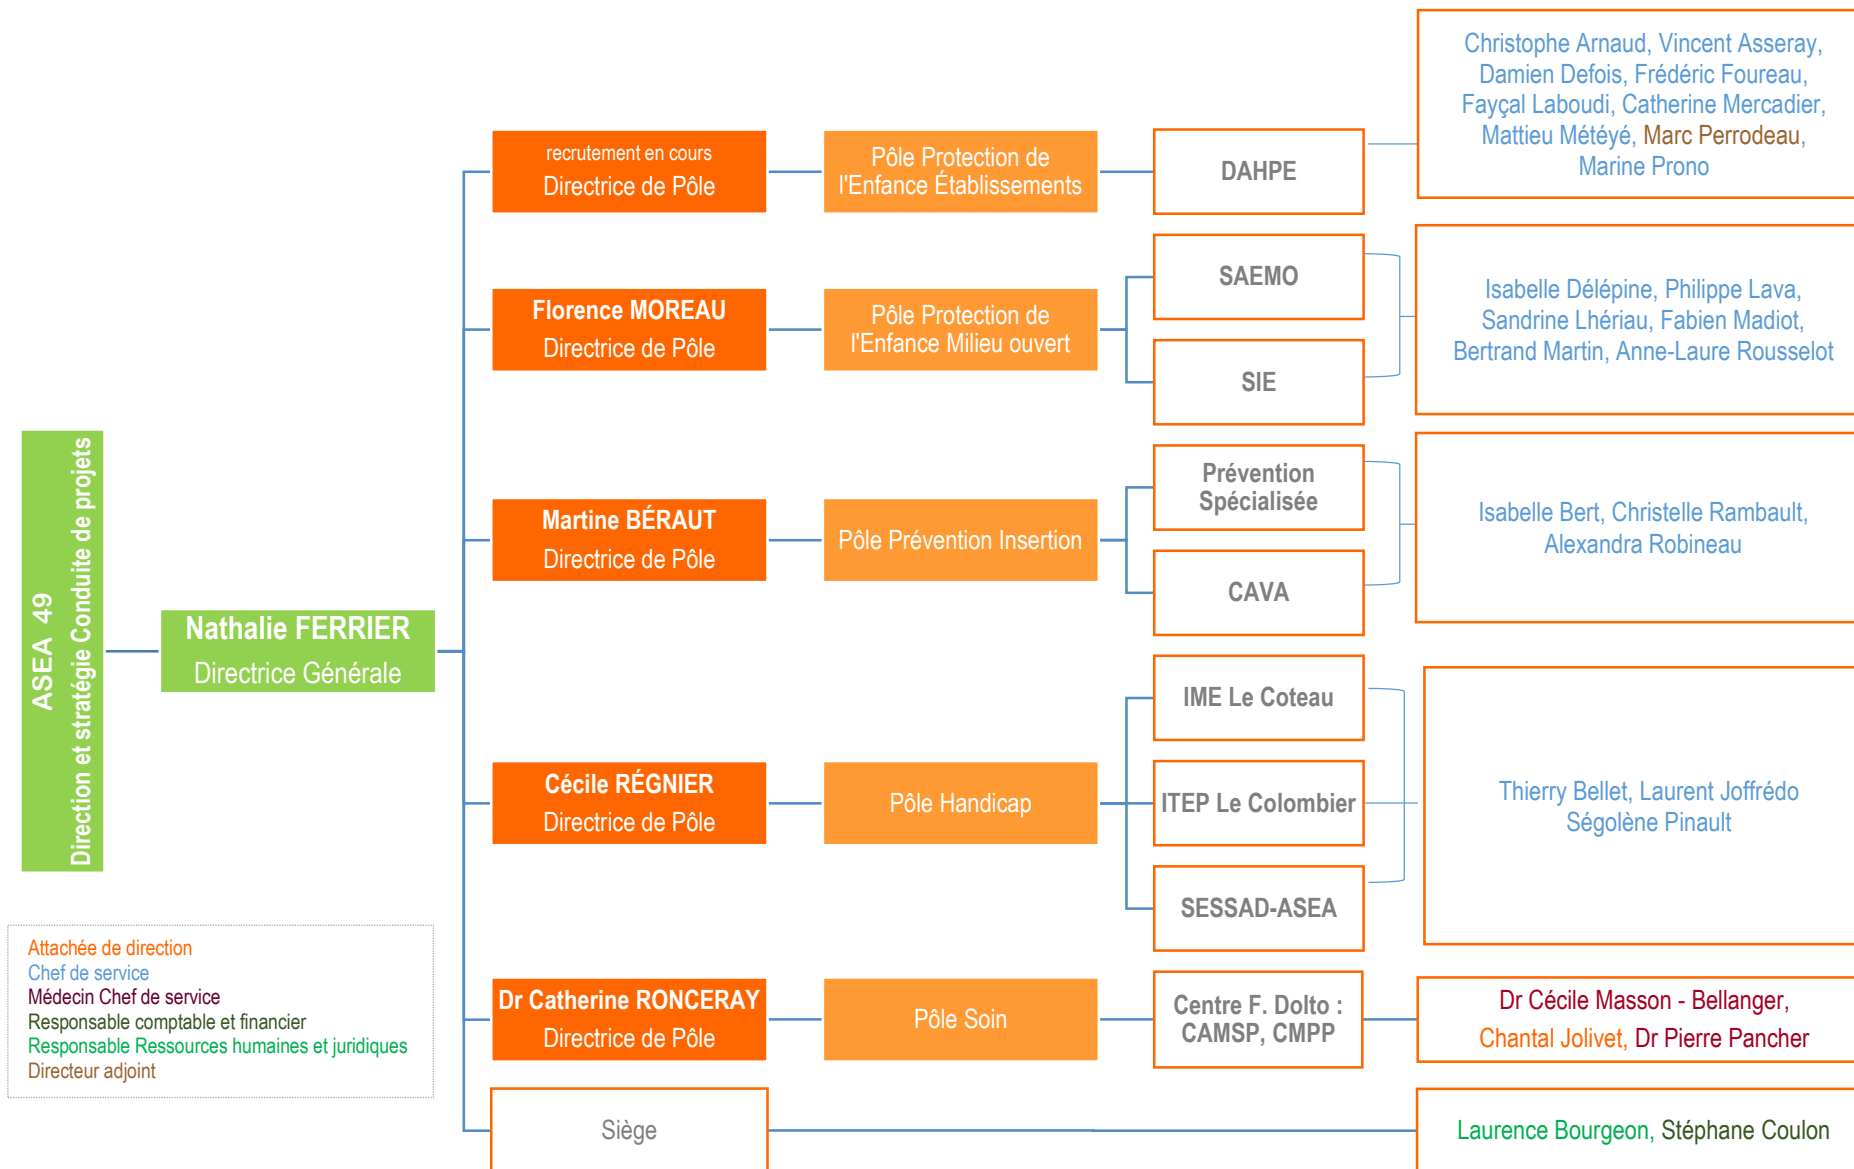 ASEA 49
Direction et stratégie Conduite de projets
Nathalie FERRIER
Directrice Générale
recrutement en cours
Directrice de Pôle
Pôle Protection de
l'Enfance Établissements
DAHPE
Christophe Arnaud, Vincent Asseray,
Damien Defois, Frédéric Foureau,
Fayçal Laboudi, Catherine Mercadier,
Mattieu Météyé, Marc Perrodeau,
Marine Prono
Florence MOREAU
Directrice de Pôle
Pôle Protection de
l'Enfance Milieu ouvert
SAEMO
SIE
Isabelle Délépine, Philippe Lava,
Sandrine Lhériau, Fabien Madiot,
Bertrand Martin, Anne-Laure Rousselot
Martine BÉRAUT
Directrice de Pôle
Pôle Prévention Insertion
Prévention
Spécialisée
CAVA
Isabelle Bert, Christelle Rambault,
Alexandra Robineau
Cécile RÉGNIER
Directrice de Pôle
Pôle Handicap
IME Le Coteau
ITEP Le Colombier
SESSAD-ASEA
Thierry Bellet, Laurent Joffrédo
Ségolène Pinault
Dr Catherine RONCERAY
Directrice de Pôle
Pôle Soin
Centre F. Dolto :
CAMSP, CMPP
Dr Cécile Masson - Bellanger,
Chantal Jolivet, Dr Pierre Pancher
Siège
Laurence Bourgeon, Stéphane Coulon
Attachée de direction
Chef de service
Médecin Chef de service
Responsable comptable et financier
Responsable Ressources humaines et juridiques
Directeur adjoint